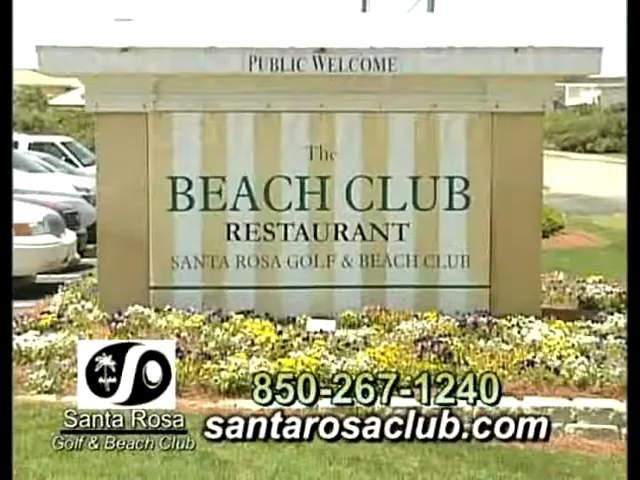 PUBLIC WELCOME
The
BEACH CLUB
RESTAURANT
SANTA ROSA GOLF & BEACH CLUB
850-267-1240
Santa Rosa
Golf & Beach Club
santarosaclub.com